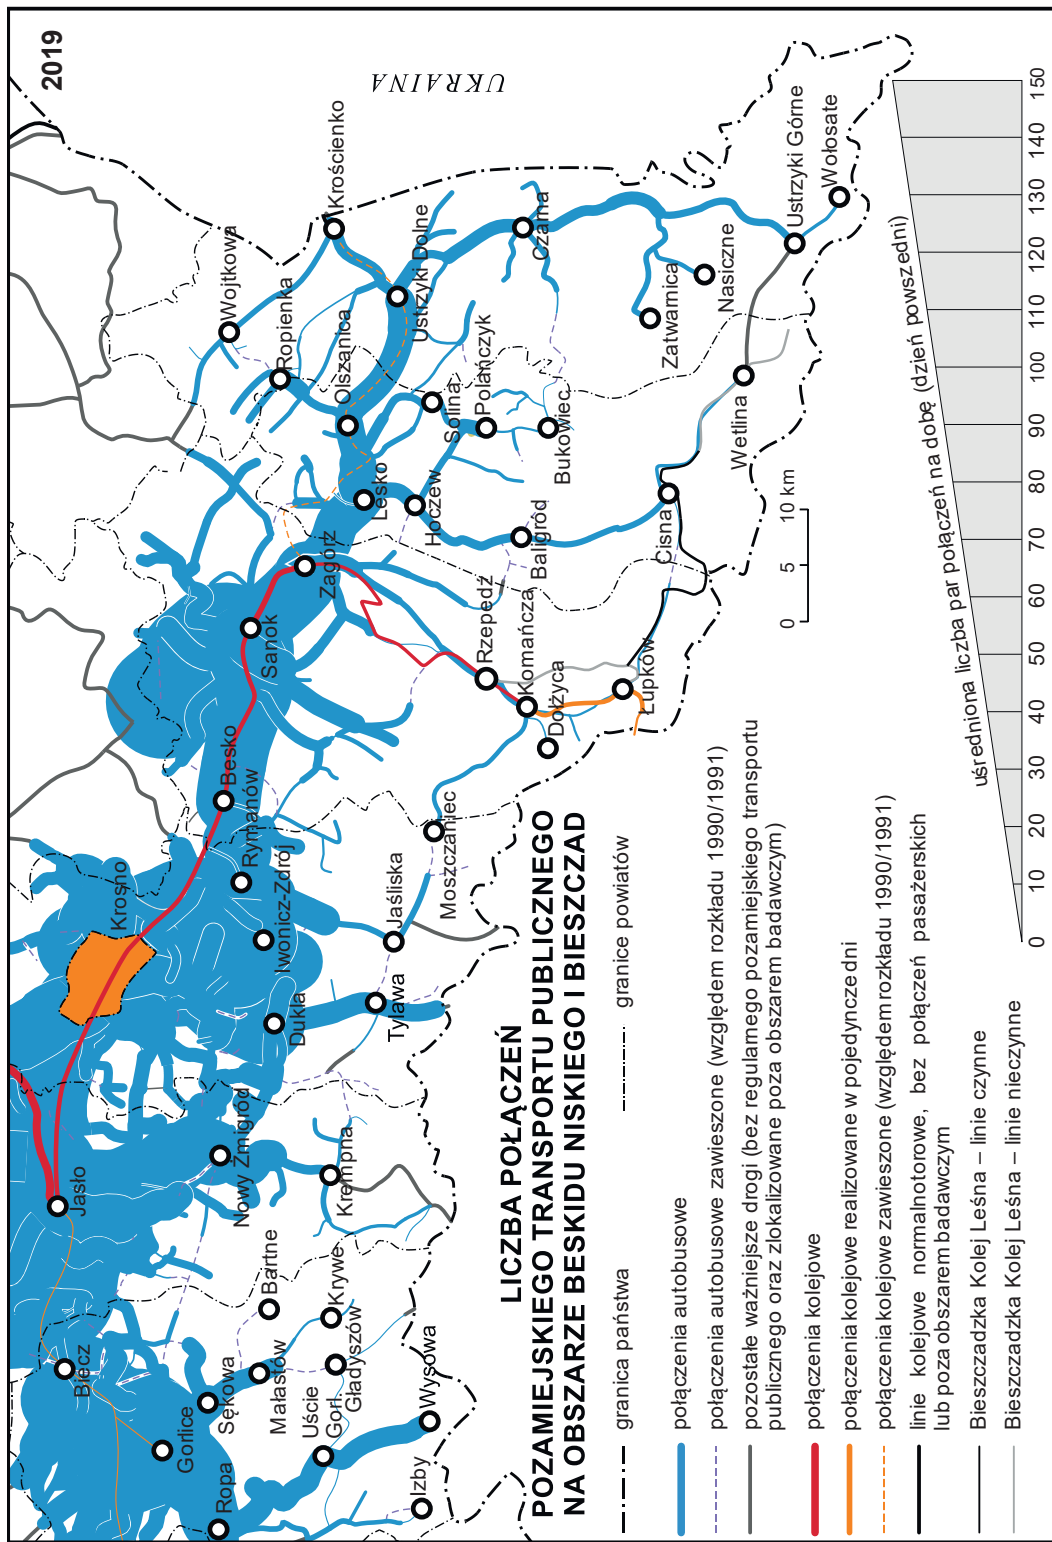 2019
UKRAINA
Krosno
Jasło
Biecz
Gorlice
Ropa
Sękowa
Małastów
Bartne
Uście
Gorl.
Gładyszów
Krywe
Wysowa
Izby
Nowy Żmigród
Krempna
Dukla
Tylawa
Iwonicz-Zdrój
Rymanów
Besko
Jaśliska
Moszczaniec
Sanok
Zagórz
Lesko
Rzepedź
Komańcza
Dołżyca
Łupków
Hoczew
Baligród
Cisna
Olszanica
Ropienka
Wojtkowa
Krościenko
Ustrzyki Dolne
Solina
Polańczyk
Bukowiec
Czarna
Zatwarnica
Nasiczne
Wetlina
Ustrzyki Górne
Wołosate
LICZBA POŁĄCZEŃ
POZAMIEJSKIEGO TRANSPORTU PUBLICZNEGO
NA OBSZARZE BESKIDU NISKIEGO I BIESZCZAD
0 5 10 km
granica państwa
granice powiatów
połączenia autobusowe
połączenia autobusowe zawieszone (względem rozkładu 1990/1991)
pozostałe ważniejsze drogi (bez regularnego pozamiejskiego transportu
publicznego oraz zlokalizowane poza obszarem badawczym)
połączenia kolejowe
połączenia kolejowe realizowane w pojedyncze dni
połączenia kolejowe zawieszone (względem rozkładu 1990/1991)
linie kolejowe normalnotorowe, bez połączeń pasażerskich
lub poza obszarem badawczym
Bieszczadzka Kolej Leśna – linie czynne
Bieszczadzka Kolej Leśna – linie nieczynne
uśredniona liczba par połączeń na dobę (dzień powszedni)
0 10 20 30 40 50 60 70 80 90 100 110 120 130 140 150